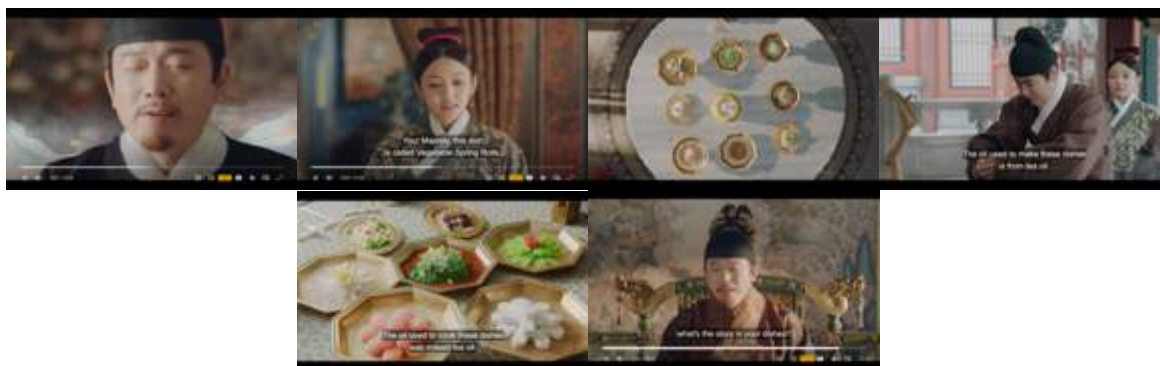 Your Majesty, this dish
is called Vegetable Spring Rolls.
The oil used to make these dishes
is from tea oil.
The oil used to cook these dishes
was indeed tea oil.
what's the story in your dishes?